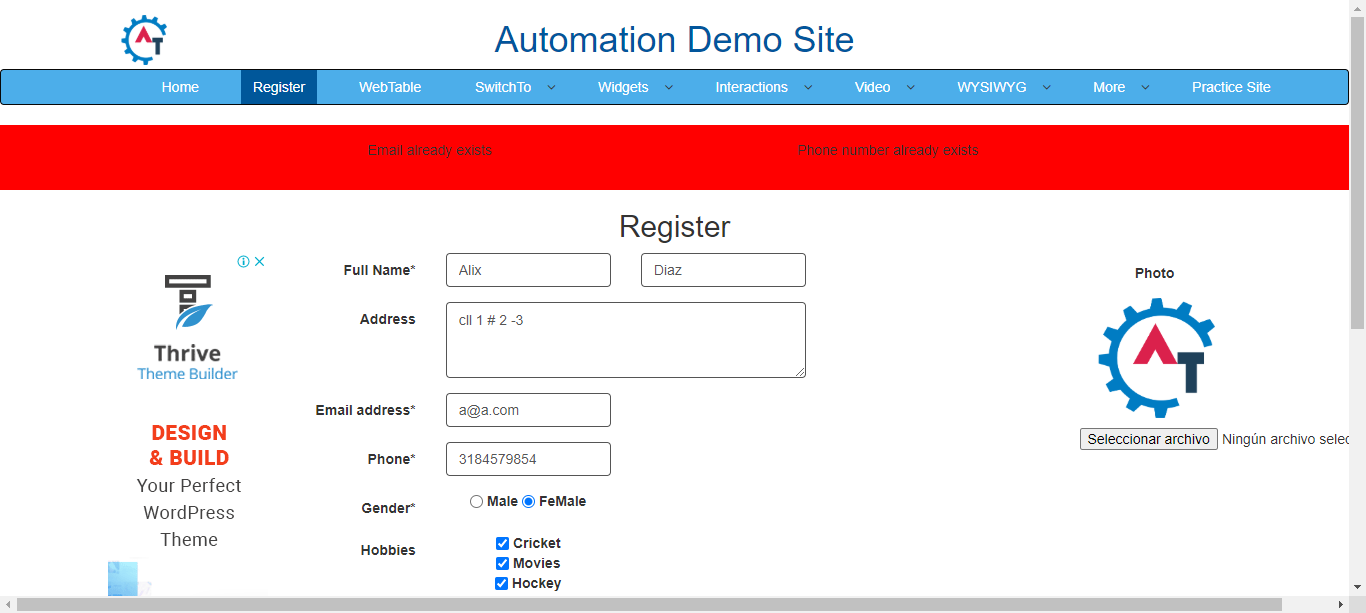 Automation Demo Site
Home Register WebTable SwitchTo Widgets Interactions Video WYSIWYG More Practice Site
Email already exists Phone number already exists
Register
Full Name* Alix Diaz
Address cll 1 # 2 -3
Email address* a@a.com
Phone* 3184579854
Gender* Male FeMale
Hobbies Cricket
Movies
Hockey
Thrive
Theme Builder
DESIGN
& BUILD
Your Perfect
WordPress
Theme
Photo
AT
Seleccionar archivo Ningún archivo selec
AT